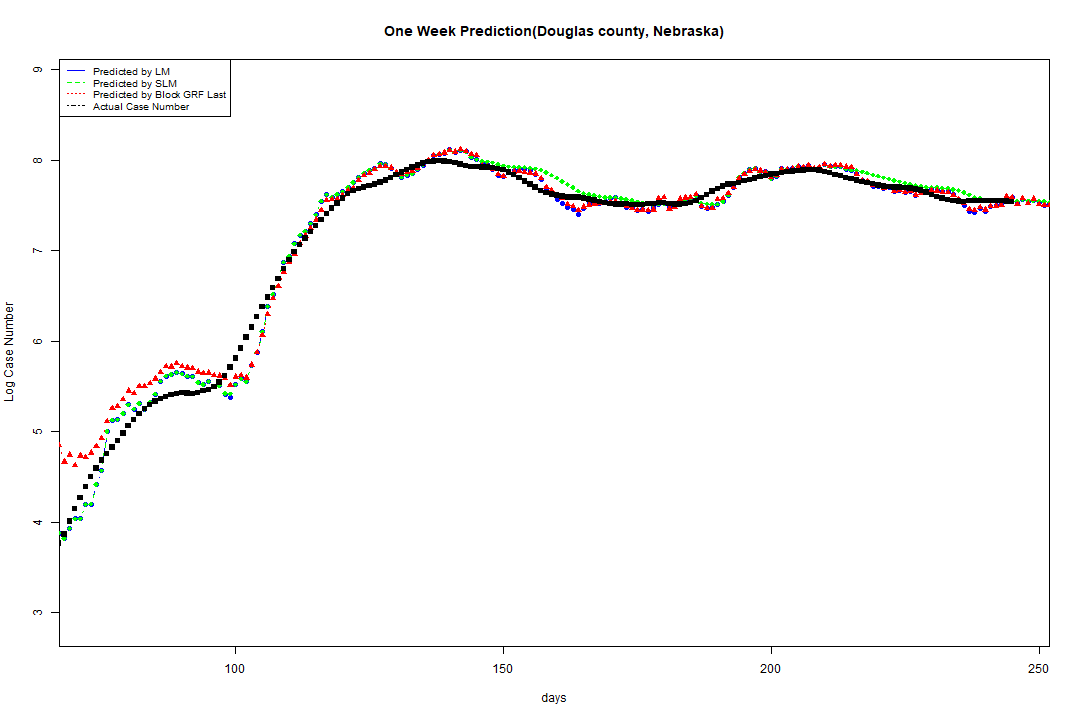 One Week Prediction(Douglas county, Nebraska)
9
Predicted by LM
Predicted by SLM
Predicted by Block GRF Last
Actual Case Number
8
7
6
5
4
3
Log Case Number
100
150
200
250
days